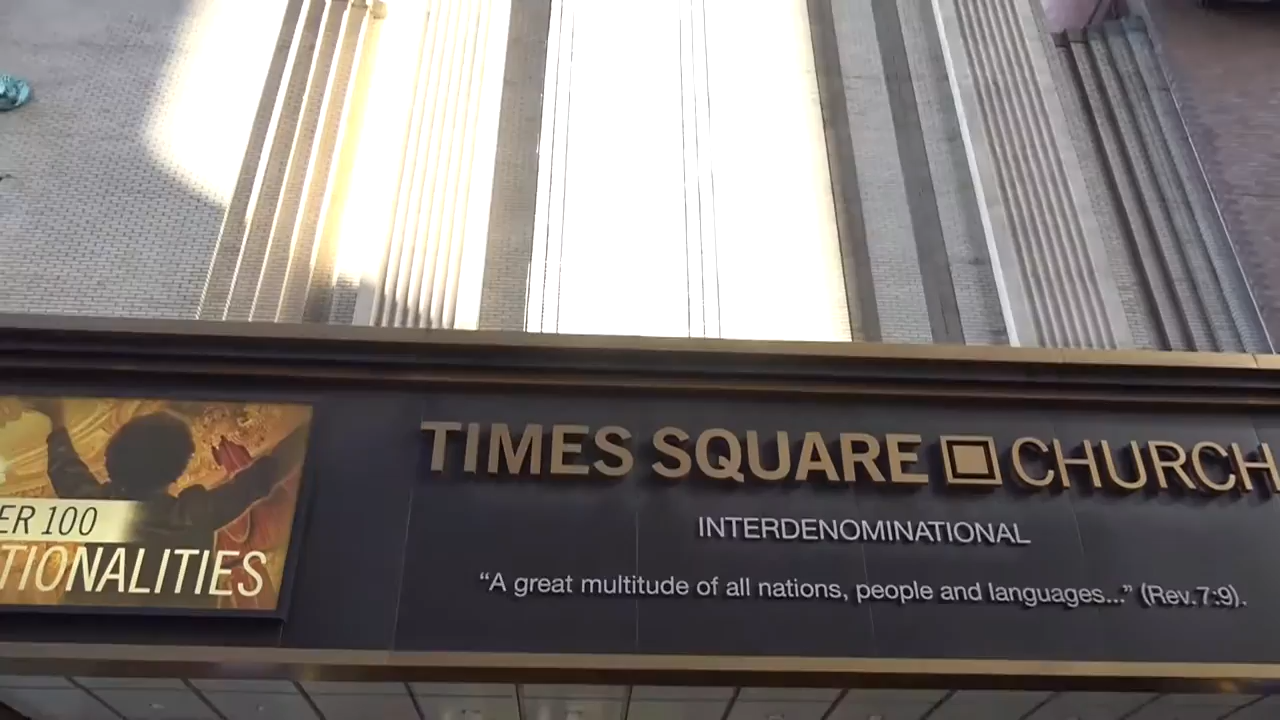 TIMES SQUARE CHURCH
INTERDENOMINATIONAL
“A great multitude of all nations, people and languages...” (Rev.7:9).
ER 100
TIONALITIES